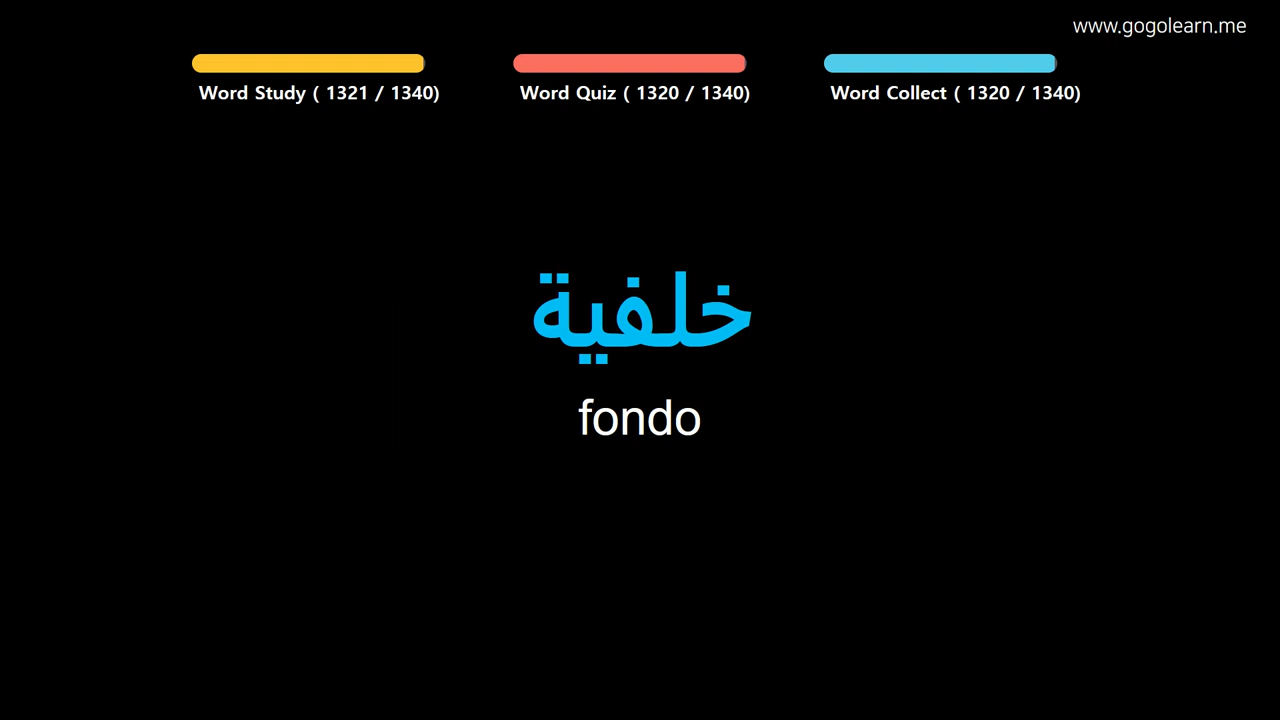 www.gogolearn.me
Word Study ( 1321 / 1340)
Word Quiz ( 1320 / 1340)
Word Collect ( 1320 / 1340)
خلفية
fondo